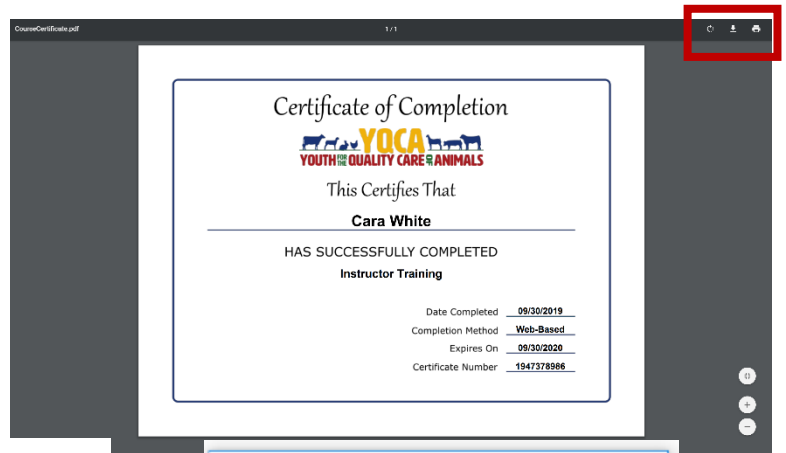 CourseCertificate.pdf
1 / 1
Certificate of Completion
YQCA
YOUTH FOR THE QUALITY CARE OF ANIMALS
This Certifies That
Cara White
HAS SUCCESSFULLY COMPLETED
Instructor Training
Date Completed 09/30/2019
Completion Method Web-Based
Expires On 09/30/2020
Certificate Number 1947378986